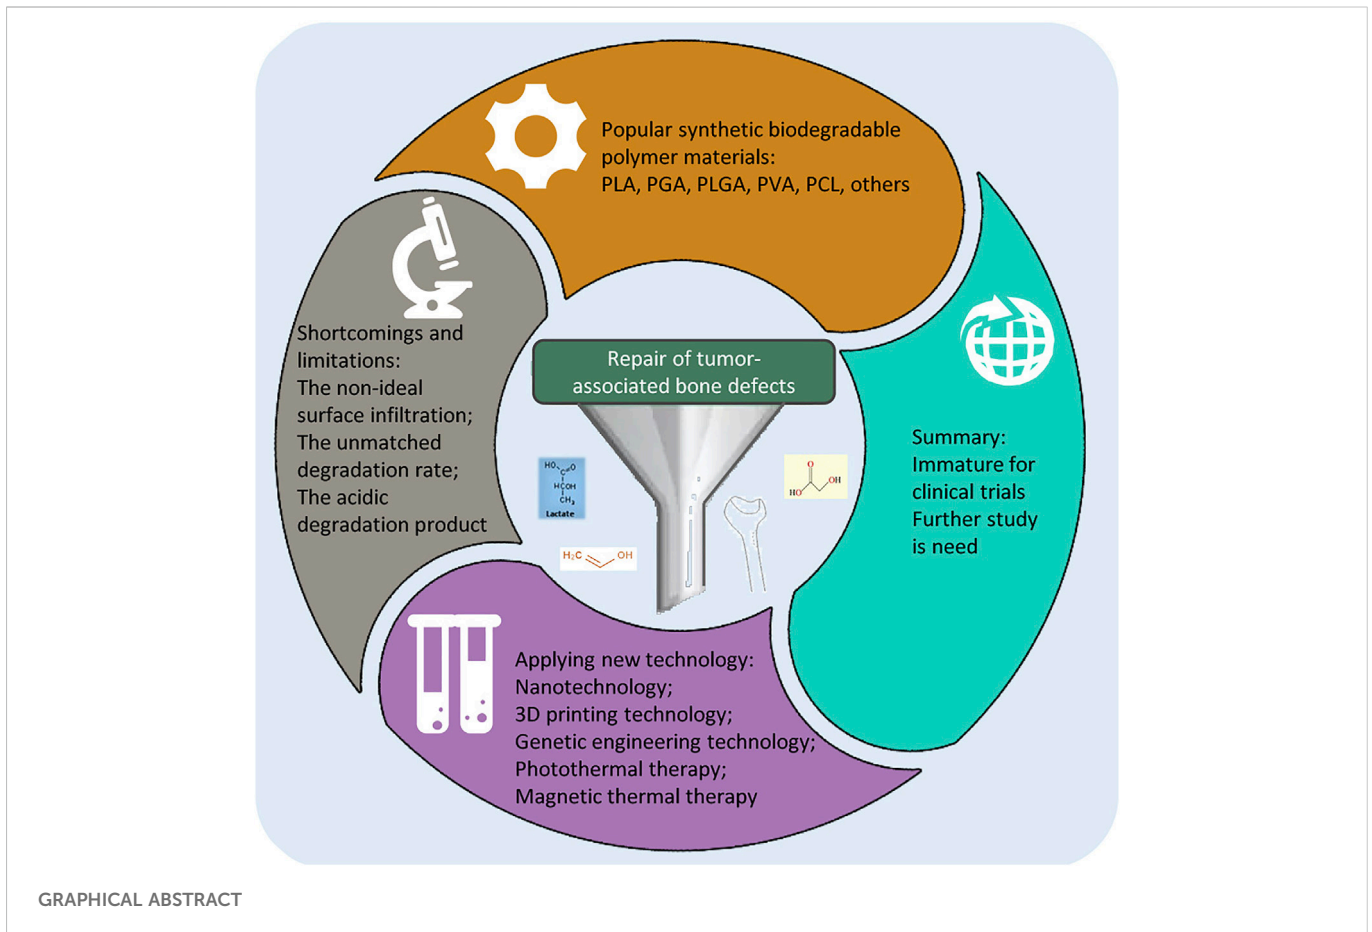 Popular synthetic biodegradable
polymer materials:
PLA, PGA, PLGA, PVA, PCL, others
Shortcomings and
limitations:
The non-ideal
surface infiltration;
The unmatched
degradation rate;
The acidic
degradation product
Repair of tumor-
associated bone defects
HO
O
C
HCOH
CH3
Lactate
O
OH
HO
H2C
OH
Summary:
Immature for
clinical trials
Further study
is need
Applying new technology:
Nanotechnology;
3D printing technology;
Genetic engineering technology;
Photothermal therapy;
Magnetic thermal therapy
GRAPHICAL ABSTRACT